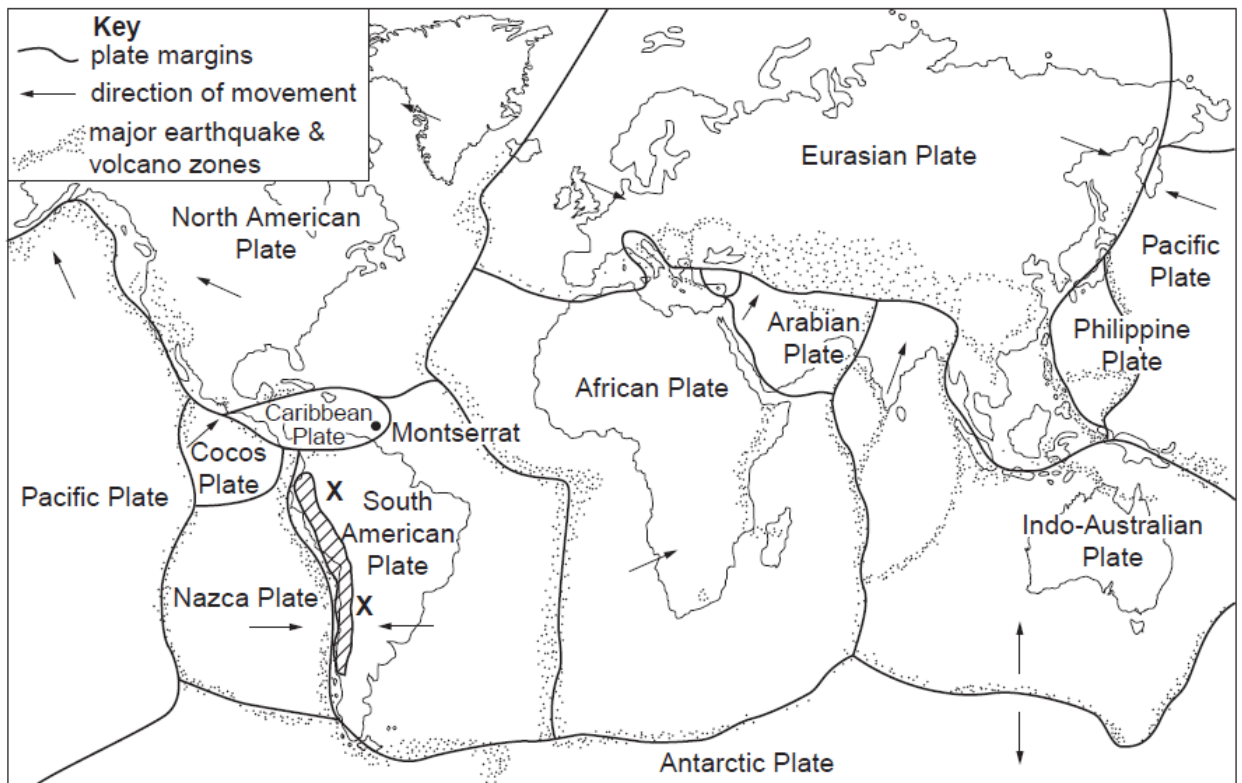 Key
plate margins
direction of movement
major earthquake &
volcano zones
North American
Plate
Eurasian Plate
Pacific
Plate
Arabian
Plate
Philippine
Plate
African Plate
Caribbean
Plate
Montserrat
Cocos
Plate
Pacific Plate
X
South
American
Plate
Indo-Australian
Plate
Nazca Plate
X
Antarctic Plate